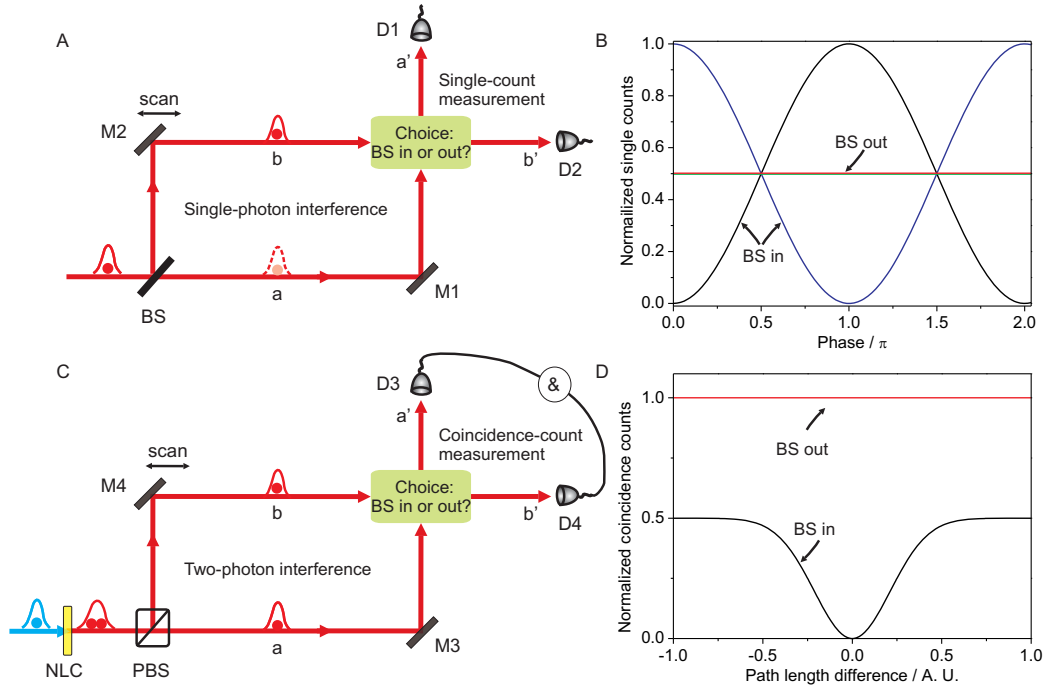 A
D1
a'
Single-count
measurement
scan
M2
b
Choice:
BS in or out?
b'
D2
Single-photon interference
a
BS
M1
B
Normailized single counts
1.0
0.8
0.6
0.4
0.2
0.0
BS out
BS in
0.0 0.5 1.0 1.5 2.0
Phase / π
C
D3
&
a'
Coincidence-count
measurement
scan
M4
b
Choice:
BS in or out?
b'
D4
Two-photon interference
a
NLC
PBS
M3
D
Normalized coincidence counts
1.0
0.5
0.0
BS out
BS in
-1.0 -0.5 0.0 0.5 1.0
Path length difference / A. U.